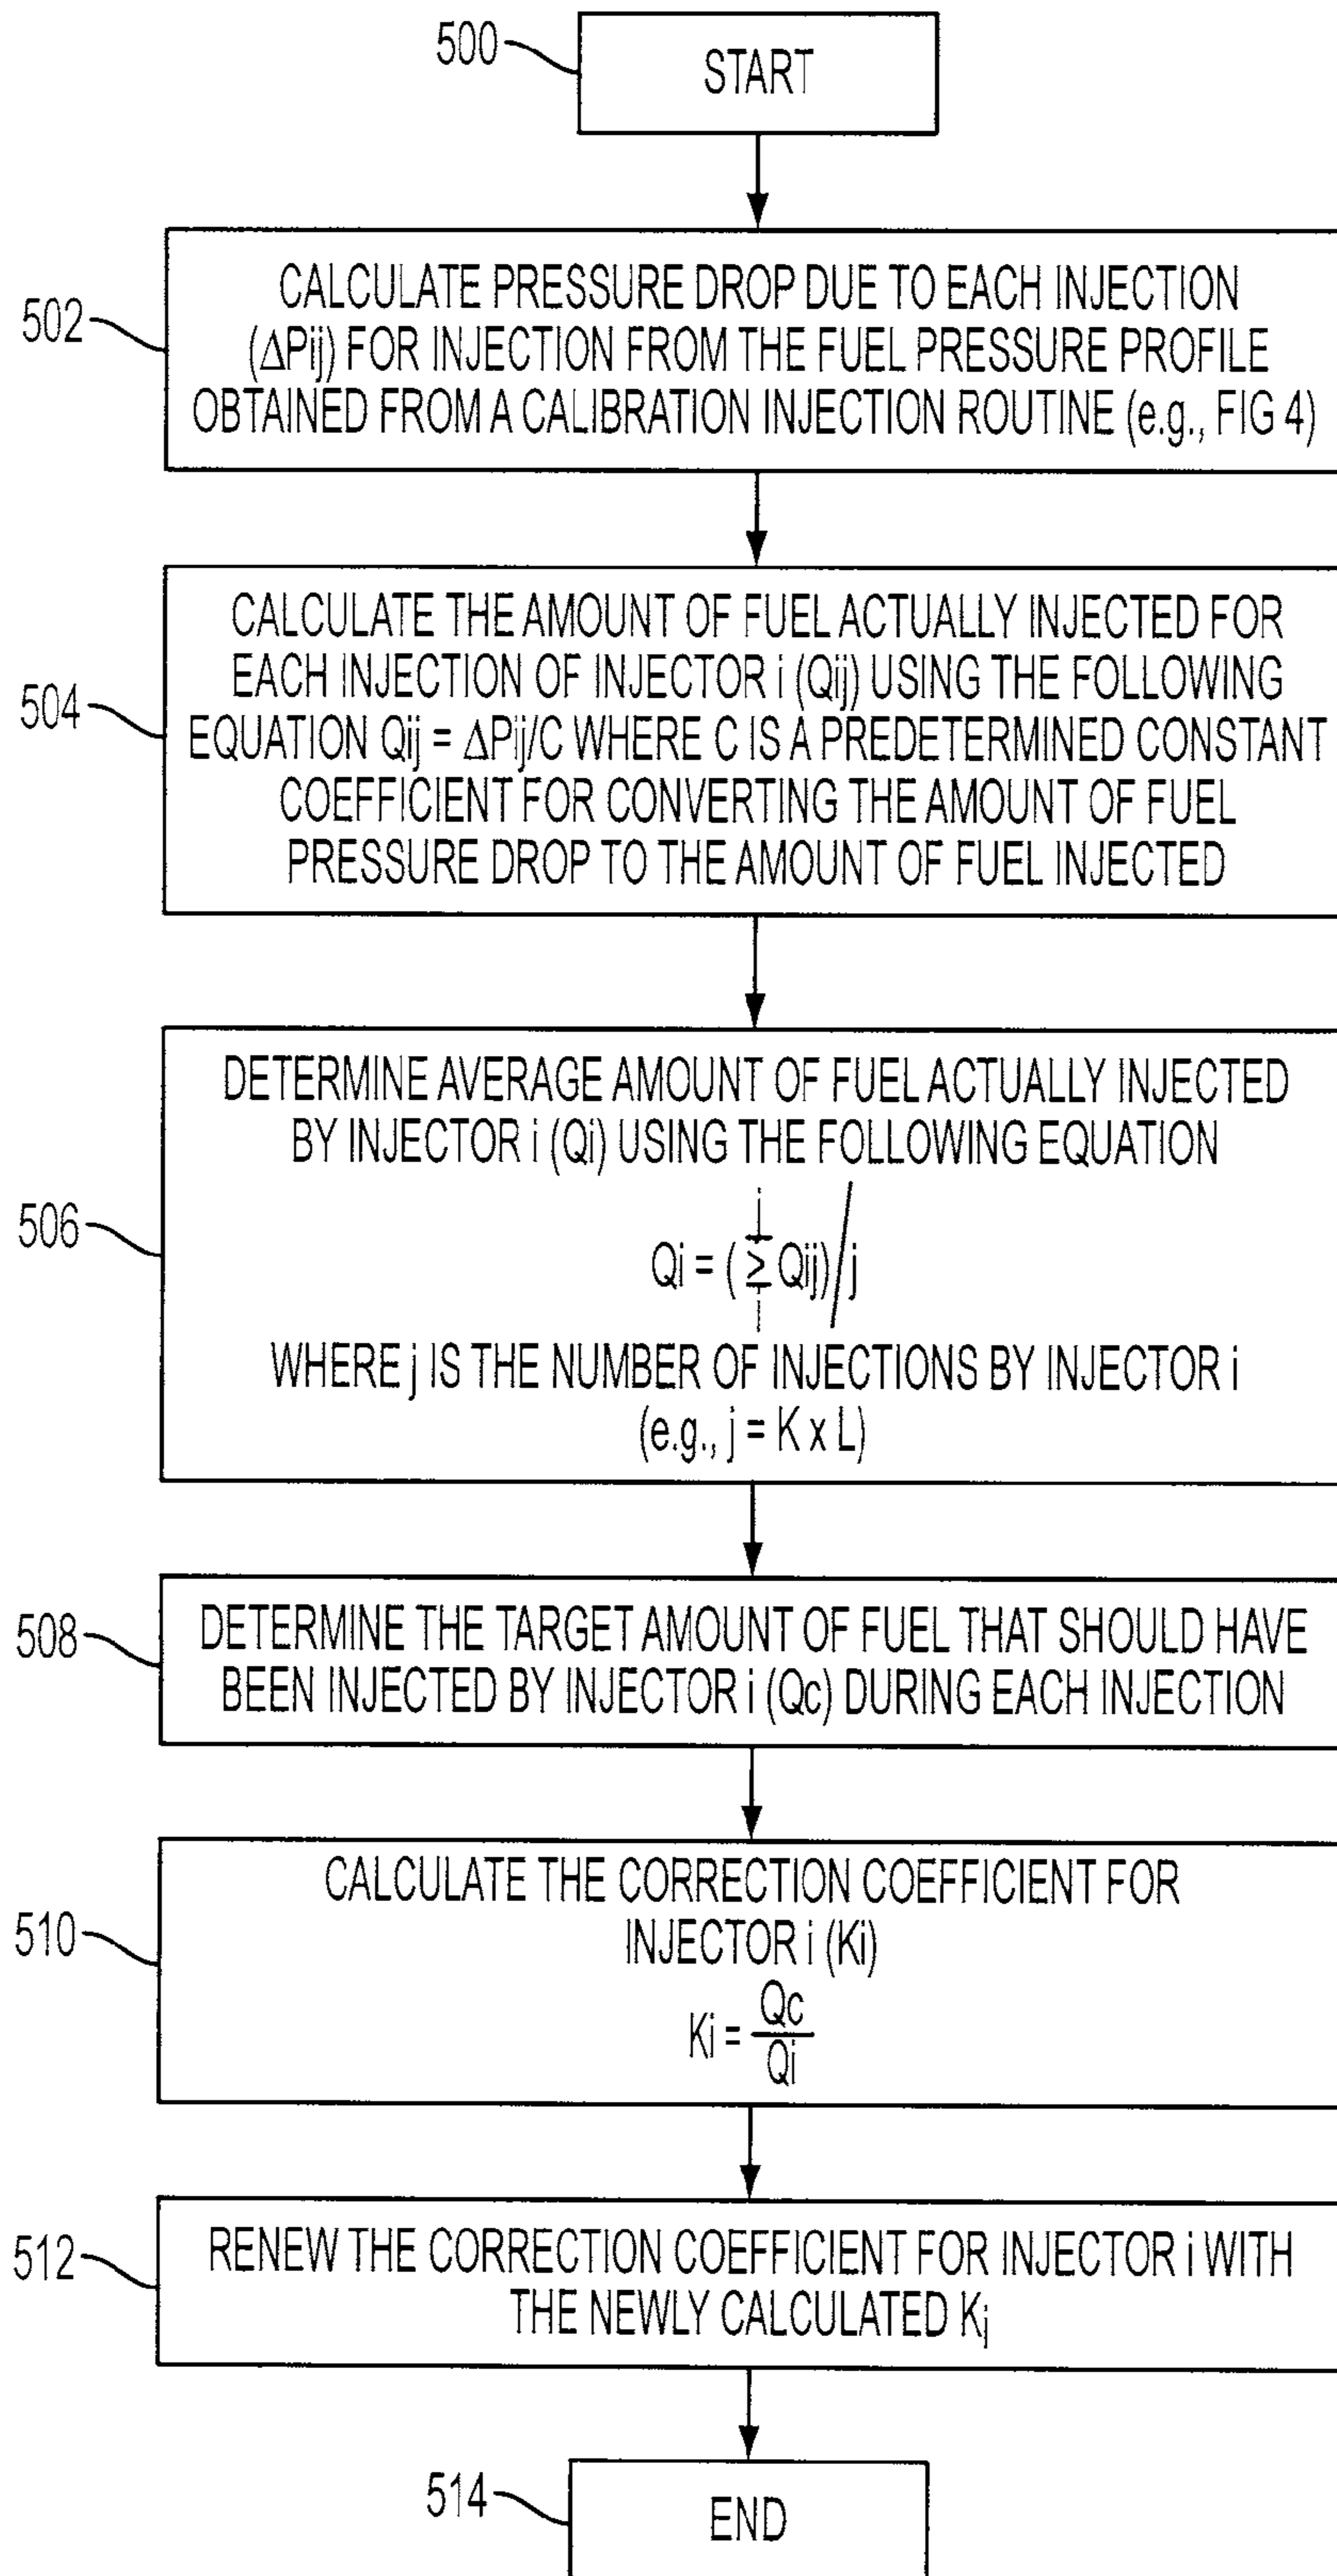 500
START
502
CALCULATE PRESSURE DROP DUE TO EACH INJECTION
(ΔPij) FOR INJECTION FROM THE FUEL PRESSURE PROFILE
OBTAINED FROM A CALIBRATION INJECTION ROUTINE (e.g., FIG 4)
504
CALCULATE THE AMOUNT OF FUEL ACTUALLY INJECTED FOR
EACH INJECTION OF INJECTOR i (Qij) USING THE FOLLOWING
EQUATION Qij = ΔPij/C WHERE C IS A PREDETERMINED CONSTANT
COEFFICIENT FOR CONVERTING THE AMOUNT OF FUEL
PRESSURE DROP TO THE AMOUNT OF FUEL INJECTED
506
DETERMINE AVERAGE AMOUNT OF FUEL ACTUALLY INJECTED
BY INJECTOR i (Qi) USING THE FOLLOWING EQUATION
j
Qi = (Σ Qij)/j
i
WHERE j IS THE NUMBER OF INJECTIONS BY INJECTOR i
(e.g., j = K x L)
508
DETERMINE THE TARGET AMOUNT OF FUEL THAT SHOULD HAVE
BEEN INJECTED BY INJECTOR i (Qc) DURING EACH INJECTION
510
CALCULATE THE CORRECTION COEFFICIENT FOR
INJECTOR i (Ki)
Ki = Qc/Qi
512
RENEW THE CORRECTION COEFFICIENT FOR INJECTOR i WITH
THE NEWLY CALCULATED Kj
514
END